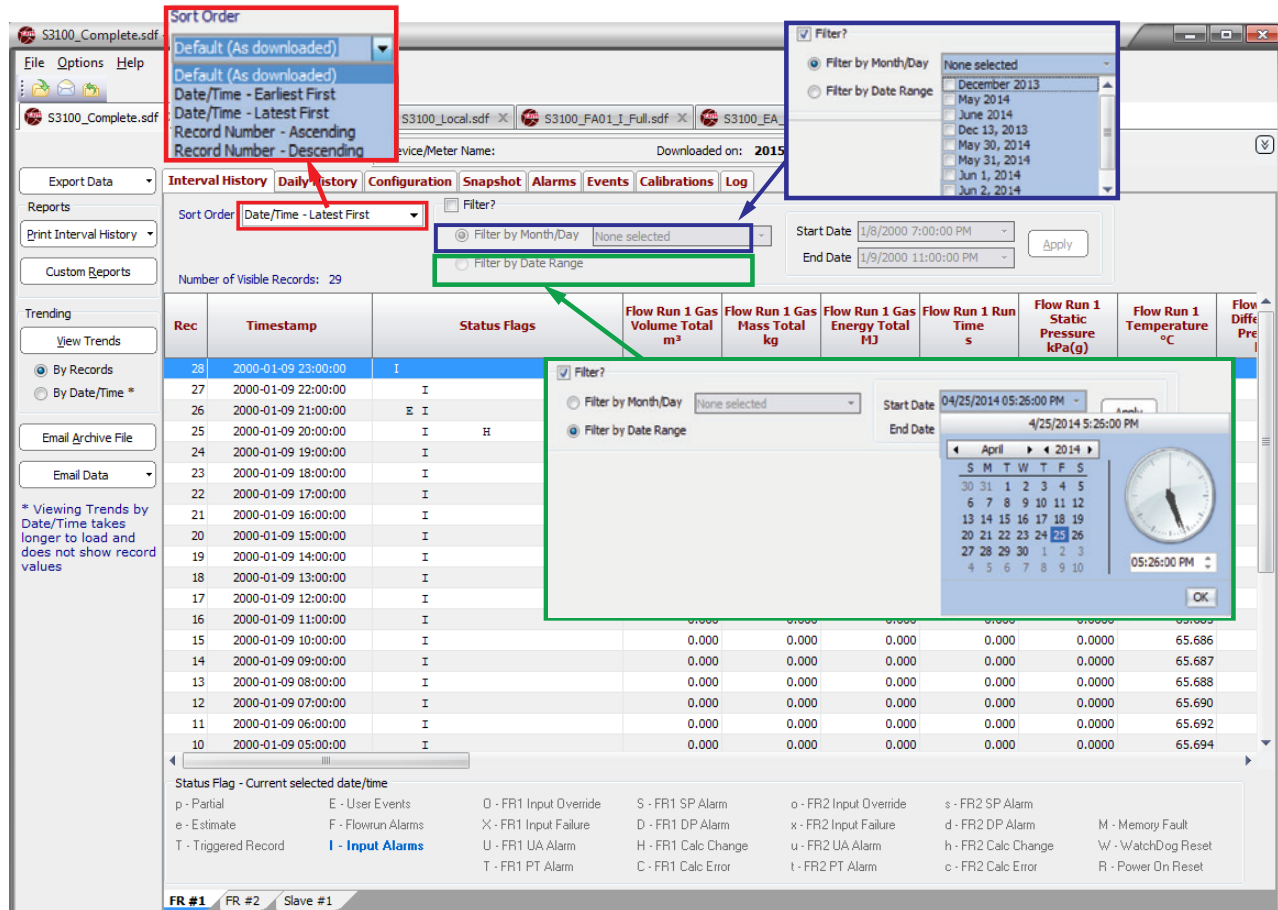 Sort Order
Default (As downloaded)
Default (As downloaded)
Date/Time - Earliest First
Date/Time - Latest First
Record Number - Ascending
Record Number - Descending
Filter?
Filter by Month/Day None selected
Filter by Date Range
December 2013
May 2014
June 2014
Dec 13, 2013
May 30, 2014
May 31, 2014
Jun 1, 2014
Jun 2, 2014
S3100_Complete.sdf
File Options Help
S3100_Complete.sdf S3100_Local.sdf X S3100_FA01_I_Full.sdf X S3100_EA_
evice/Meter Name: Downloaded on: 2015
Export Data
Reports
Print Interval History
Custom Reports
Trending
View Trends
By Records
By Date/Time *
Email Archive File
Email Data
* Viewing Trends by
Date/Time takes
longer to load and
does not show record
values
Interval History Daily History Configuration Snapshot Alarms Events Calibrations Log
Sort Order Date/Time - Latest First
Filter?
Filter by Month/Day None selected
Filter by Date Range
Start Date 1/8/2000 7:00:00 PM
End Date 1/9/2000 11:00:00 PM
Apply
Number of Visible Records: 29
Rec Timestamp Status Flags Flow Run 1 Gas Volume Total m³ Flow Run 1 Gas Mass Total kg Flow Run 1 Gas Energy Total MJ Flow Run 1 Run Time s Flow Run 1 Static Pressure kPa(g) Flow Run 1 Temperature °C Flow Diffe Pre
28 2000-01-09 23:00:00 I
27 2000-01-09 22:00:00 I
26 2000-01-09 21:00:00 E I
25 2000-01-09 20:00:00 I H
24 2000-01-09 19:00:00 I
23 2000-01-09 18:00:00 I
22 2000-01-09 17:00:00 I
21 2000-01-09 16:00:00 I
20 2000-01-09 15:00:00 I
19 2000-01-09 14:00:00 I
18 2000-01-09 13:00:00 I
17 2000-01-09 12:00:00 I
16 2000-01-09 11:00:00 I
15 2000-01-09 10:00:00 I 0.000 0.000 0.000 0.000 0.0000 65.686
14 2000-01-09 09:00:00 I 0.000 0.000 0.000 0.000 0.0000 65.687
13 2000-01-09 08:00:00 I 0.000 0.000 0.000 0.000 0.0000 65.688
12 2000-01-09 07:00:00 I 0.000 0.000 0.000 0.000 0.0000 65.690
11 2000-01-09 06:00:00 I 0.000 0.000 0.000 0.000 0.0000 65.692
10 2000-01-09 05:00:00 I 0.000 0.000 0.000 0.000 0.0000 65.694
Filter?
Filter by Month/Day None selected
Filter by Date Range
Start Date 04/25/2014 05:26:00 PM
End Date
4/25/2014 5:26:00 PM
April 2014
S M T W T F S
30 31 1 2 3 4 5
6 7 8 9 10 11 12
13 14 15 16 17 18 19
20 21 22 23 24 25 26
27 28 29 30 1 2 3
4 5 6 7 8 9 10
05:26:00 PM
OK
Status Flag - Current selected date/time
p - Partial E - User Events O - FR1 Input Override S - FR1 SP Alarm o - FR2 Input Override s - FR2 SP Alarm
e - Estimate F - Flowrun Alarms X - FR1 Input Failure D - FR1 DP Alarm x - FR2 Input Failure d - FR2 DP Alarm M - Memory Fault
T - Triggered Record I - Input Alarms U - FR1 UA Alarm H - FR1 Calc Change u - FR2 UA Alarm h - FR2 Calc Change W - WatchDog Reset
T - FR1 PT Alarm C - FR1 Calc Error t - FR2 PT Alarm c - FR2 Calc Error R - Power On Reset
FR #1 FR #2 Slave #1